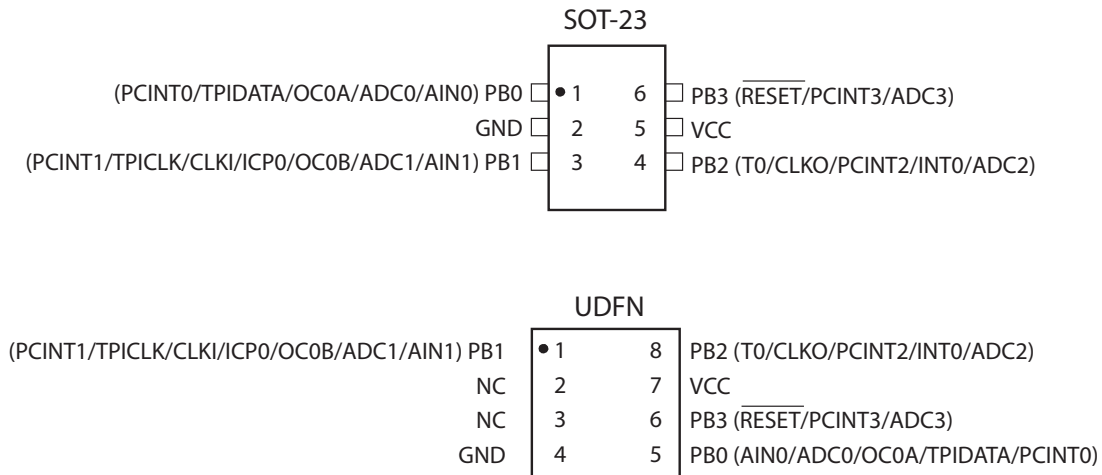 SOT-23
(PCINT0/TPIDATA/OC0A/ADC0/AIN0) PB0 1 6 PB3 (RESET/PCINT3/ADC3)
GND 2 5 VCC
(PCINT1/TPICLK/CLKI/ICP0/OC0B/ADC1/AIN1) PB1 3 4 PB2 (T0/CLKO/PCINT2/INT0/ADC2)
UDFN
(PCINT1/TPICLK/CLKI/ICP0/OC0B/ADC1/AIN1) PB1 1 8 PB2 (T0/CLKO/PCINT2/INT0/ADC2)
NC 2 7 VCC
NC 3 6 PB3 (RESET/PCINT3/ADC3)
GND 4 5 PB0 (AIN0/ADC0/OC0A/TPIDATA/PCINT0)